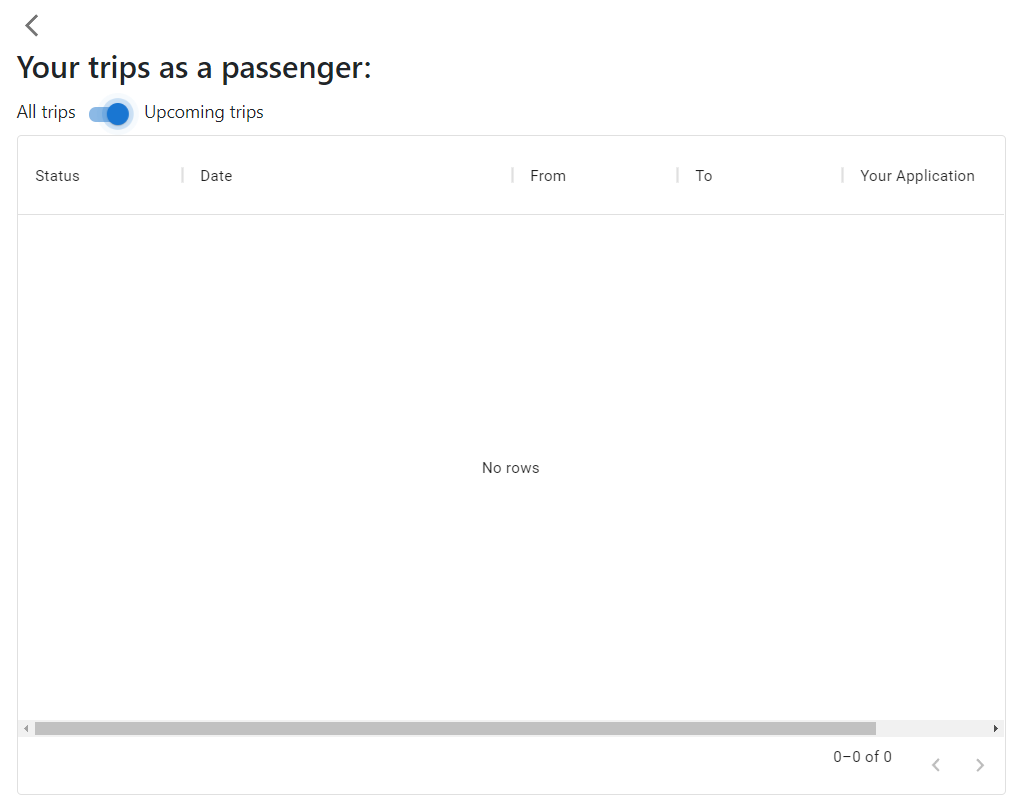 Your trips as a passenger:
All trips Upcoming trips
Status Date From To Your Application
No rows
0–0 of 0